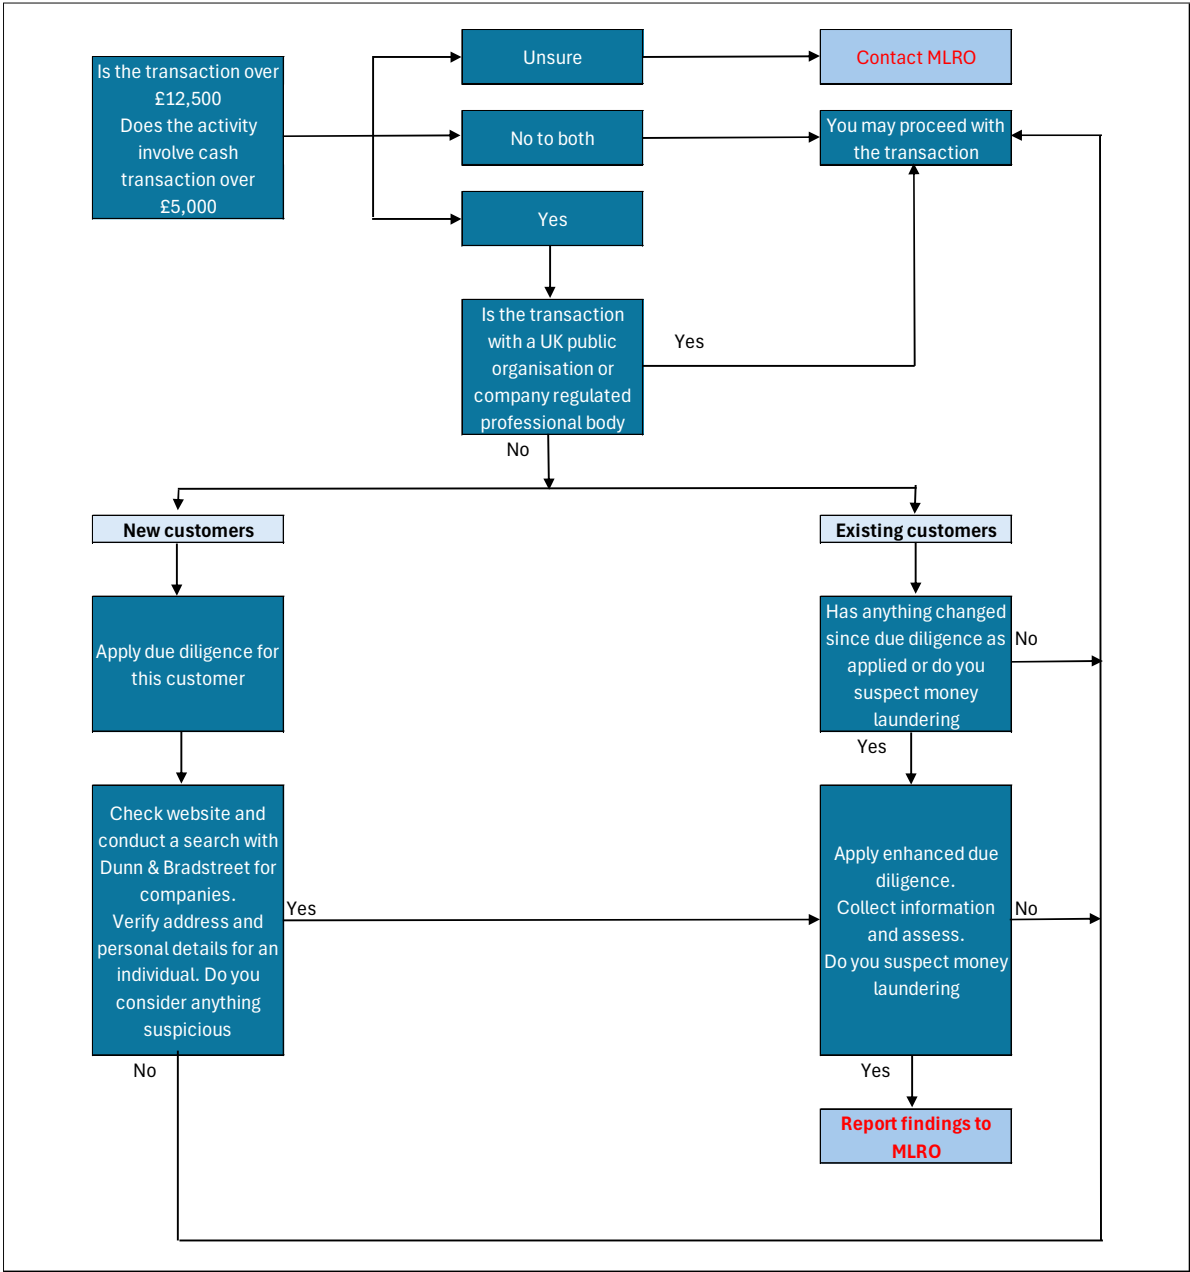 Unsure
Contact MLRO
Is the transaction over
£12,500
Does the activity
involve cash
transaction over
£5,000
No to both
You may proceed with
the transaction
Yes
Is the transaction
with a UK public
organisation or
company regulated
professional body
Yes
No
New customers
Existing customers
Apply due diligence for
this customer
Has anything changed
since due diligence as
applied or do you
suspect money
laundering
No
Yes
Check website and
conduct a search with
Dunn & Bradstreet for
companies.
Verify address and
personal details for an
individual. Do you
consider anything
suspicious
Yes
Apply enhanced due
diligence.
Collect information
and assess.
Do you suspect money
laundering
No
No
Yes
Report findings to
MLRO